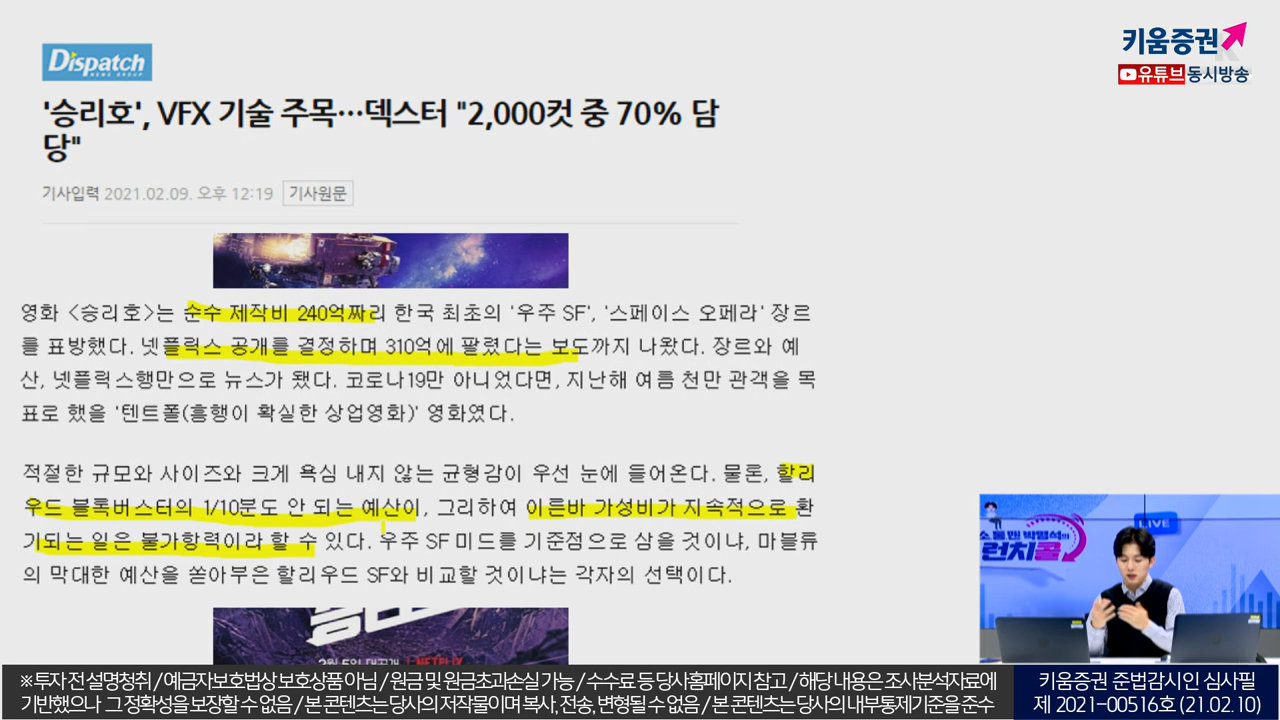 Dispatch
NEWS GROUP
키움증권
유튜브 동시방송
'승리호', VFX 기술 주목…덱스터 "2,000컷 중 70% 담
당"
기사입력 2021.02.09. 오후 12:19 기사원문
영화 <승리호>는 순수 제작비 240억짜리 한국 최초의 '우주 SF', '스페이스 오페라' 장르
를 표방했다. 넷플릭스 공개를 결정하며 310억에 팔렸다는 보도까지 나왔다. 장르와 예
산, 넷플릭스행만으로 뉴스가 됐다. 코로나19만 아니었다면, 지난해 여름 천만 관객을 목
표로 했을 '텐트폴(흥행이 확실한 상업영화)' 영화였다.
적절한 규모와 사이즈와 크게 욕심 내지 않는 균형감이 우선 눈에 들어온다. 물론, 할리
우드 블록버스터의 1/10분도 안 되는 예산이, 그리하여 이른바 가성비가 지속적으로 환
기되는 일은 불가항력이라 할 수 있다. 우주 SF 미드를 기준점으로 삼을 것이냐, 마블류
의 막대한 예산을 쏟아부은 할리우드 SF와 비교할 것이냐는 각자의 선택이다.
2월 5일 대공개 NETFLIX
LIVE
런치콜
※ 투자 전 설명청취 / 예금자보호법상 보호상품 아님 / 원금 및 원금초과손실 가능 / 수수료 등 당사홈페이지 참고 / 해당 내용은 조사분석자료에
기반했으나 그 정확성을 보장할 수 없음 / 본 콘텐츠는 당사의 저작물이며 복사, 전송, 변형될 수 없음 / 본 콘텐츠는 당사의 내부통제기준을 준수
키움증권 준법감시인 심사필
제 2021-00516호 (21.02.10)